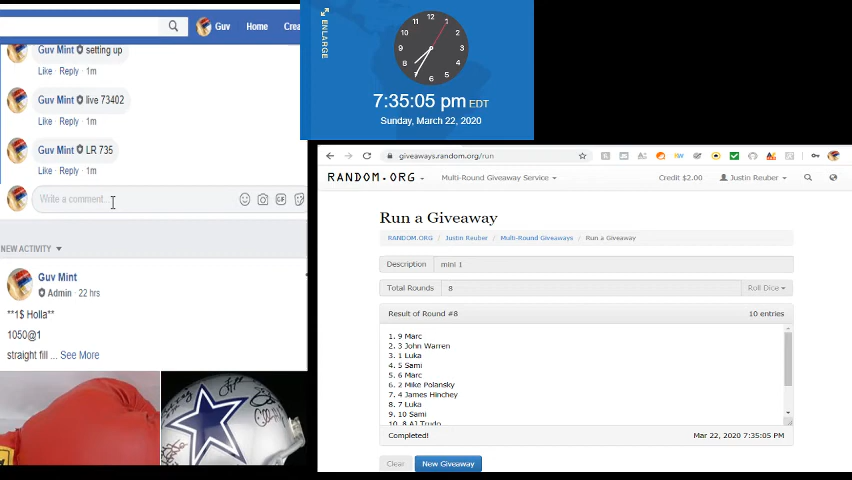 Guv
Home
Crea
Guv Mint setting up
Like Reply 1m
Guv Mint live 73402
Like Reply 1m
Guv Mint LR 735
Like Reply 1m
Write a comment...
GIF
NEW ACTIVITY
Guv Mint
Admin 22 hrs
**1$ Holla**
1050@1
straight fill ... See More
ENLARGE
12
1
2
3
4
5
6
7
8
9
10
11
7:35:05 pm EDT
Sunday, March 22, 2020
giveaways.random.org/run
RANDOM.ORG Multi-Round Giveaway Service Credit $2.00 Justin Reuber
Run a Giveaway
RANDOM.ORG Justin Reuber Multi-Round Giveaways Run a Giveaway
Description mini 1
Total Rounds 8 Roll Dice
Result of Round #8 10 entries
1. 9 Marc
2. 3 John Warren
3. 1 Luka
4. 5 Sami
5. 6 Marc
6. 2 Mike Polansky
7. 4 James Hinchey
8. 7 Luka
9. 10 Sami
10. 8 AJ Trudo
Completed! Mar 22, 2020 7:35:05 PM
Clear New Giveaway